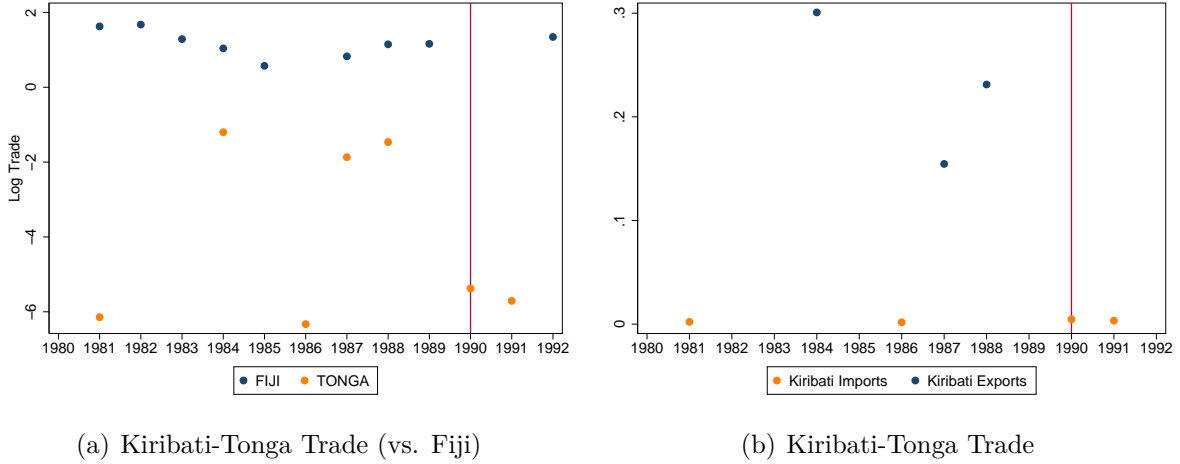 2
0
−2
−4
−6
Log Trade
1980 1981 1982 1983 1984 1985 1986 1987 1988 1989 1990 1991 1992
FIJI TONGA
(a) Kiribati-Tonga Trade (vs. Fiji)
.3
.2
.1
0
1980 1981 1982 1983 1984 1985 1986 1987 1988 1989 1990 1991 1992
Kiribati Imports Kiribati Exports
(b) Kiribati-Tonga Trade